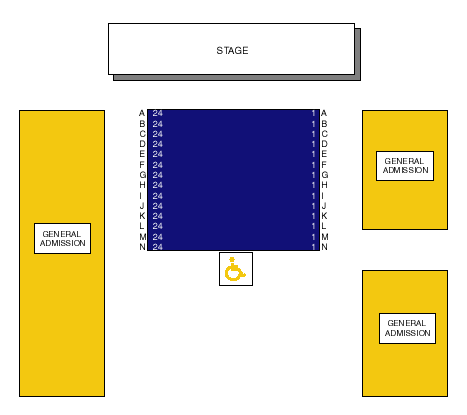 STAGE
A 24 1 A
B 24 1 B
C 24 1 C
D 24 1 D
E 24 1 E
F 24 1 F
G 24 1 G
H 24 1 H
I 24 1 I
J 24 1 J
K 24 1 K
L 24 1 L
M 24 1 M
N 24 1 N
GENERAL
ADMISSION
GENERAL
ADMISSION
GENERAL
ADMISSION